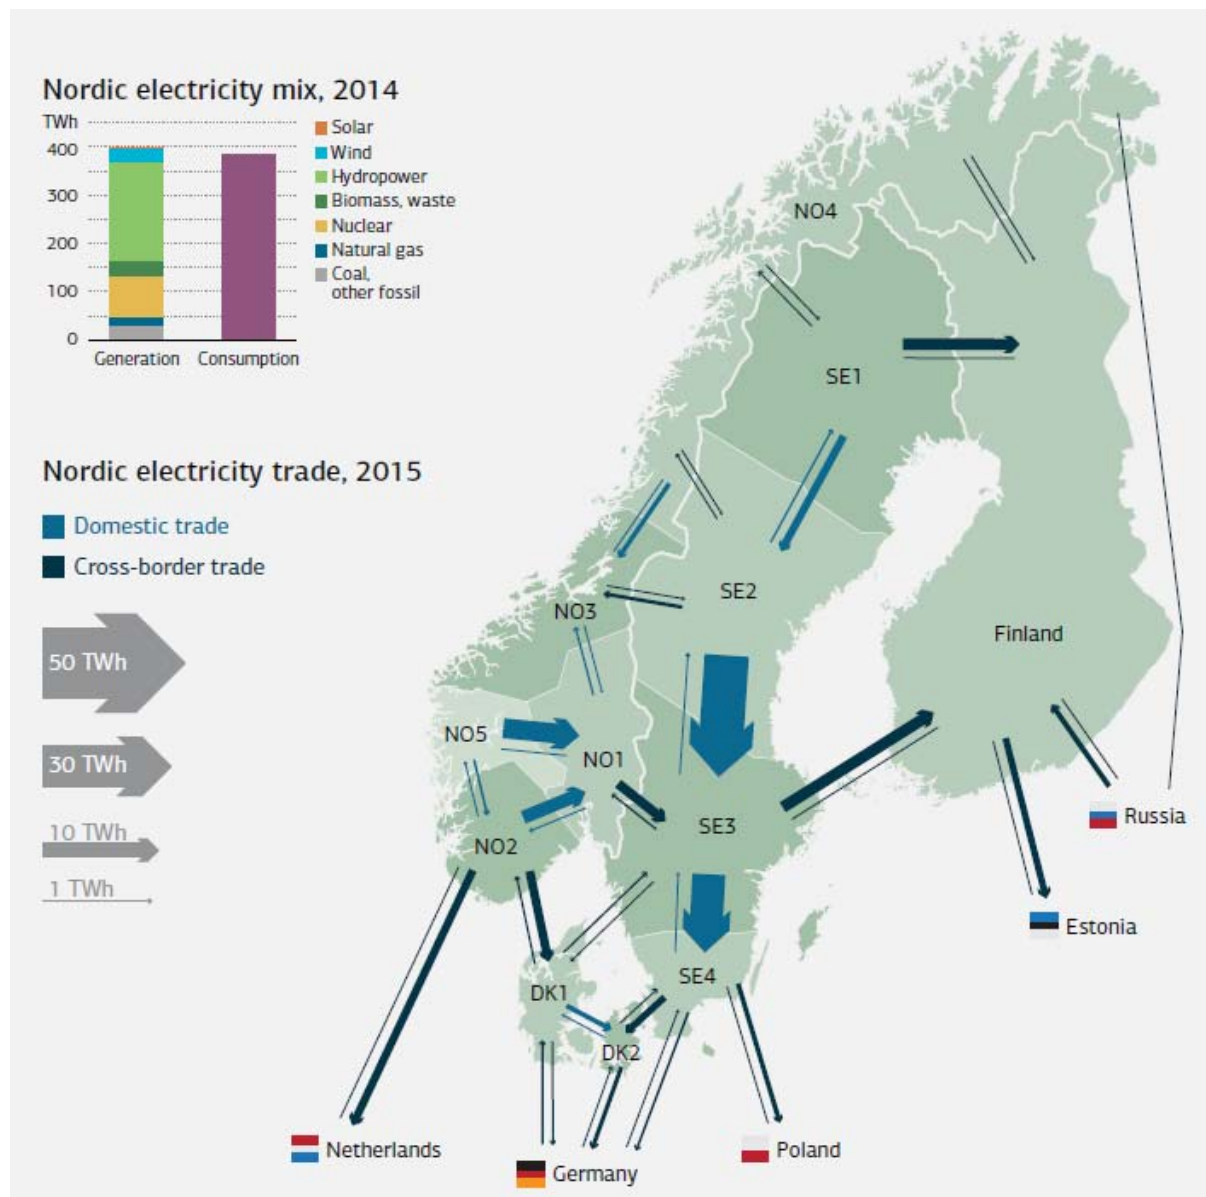 Nordic electricity mix, 2014
TWh
400
300
200
100
0
Generation
Consumption
Solar
Wind
Hydropower
Biomass, waste
Nuclear
Natural gas
Coal,
other fossil
Nordic electricity trade, 2015
Domestic trade
Cross-border trade
50 TWh
30 TWh
10 TWh
1 TWh
NO4
SE1
SE2
NO3
Finland
NO5
NO1
SE3
NO2
Russia
Estonia
SE4
DK1
DK2
Netherlands
Germany
Poland